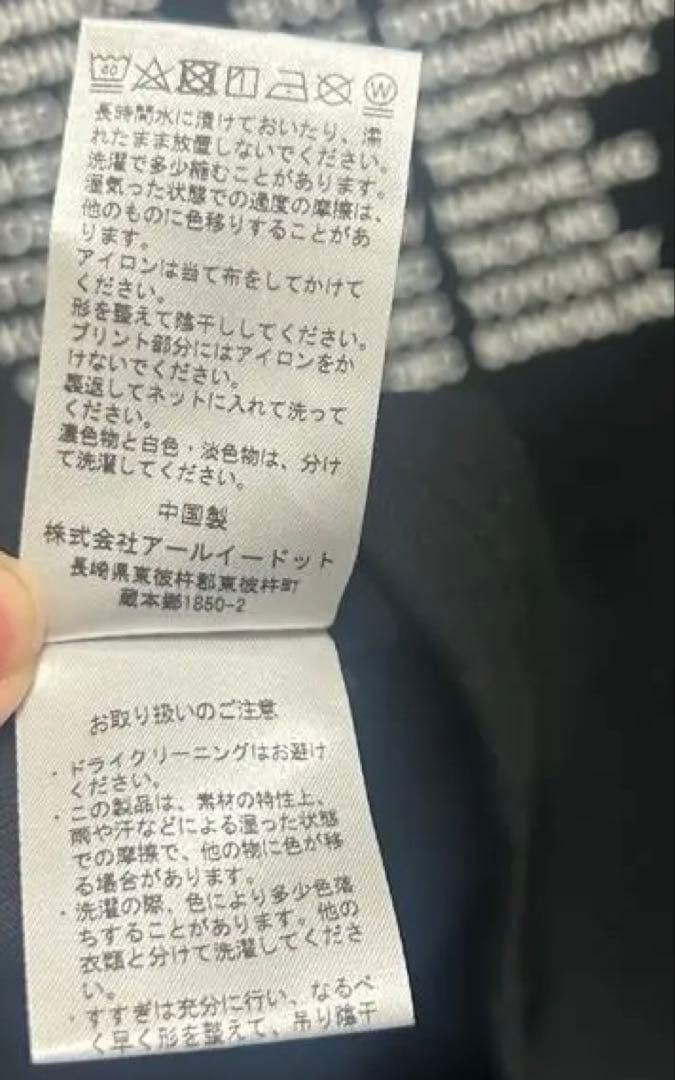 40 W
長時間水に漬けておいたり、濡
れたまま放置しないでください。
洗濯で多少縮むことがあります。
湿気った状態での過度の摩擦は、
他のものに色移りすることがあ
ります。
アイロンは当て布をしてかけて
ください。
形を整えて陰干ししてください。
プリント部分にはアイロンをか
けないでください。
裏返してネットに入れて洗って
ください。
濃色物と白色・淡色物は、分け
て洗濯してください。
中国製
株式会社アールイードット
長崎県東彼杵郡東彼杵町
蔵本郷1850-2
お取り扱いのご注意
・ドライクリーニングはお避け
ください。
・この製品は、素材の特性上、
雨や汗などによる湿った状態
での摩擦で、他の物に色が移
る場合があります。
・洗濯の際、色により多少色落
ちすることがあります。他の
衣類と分けて洗濯してくださ
い。
・すすぎは充分に行い、なるべ
く早く形を整えて、吊り陰干